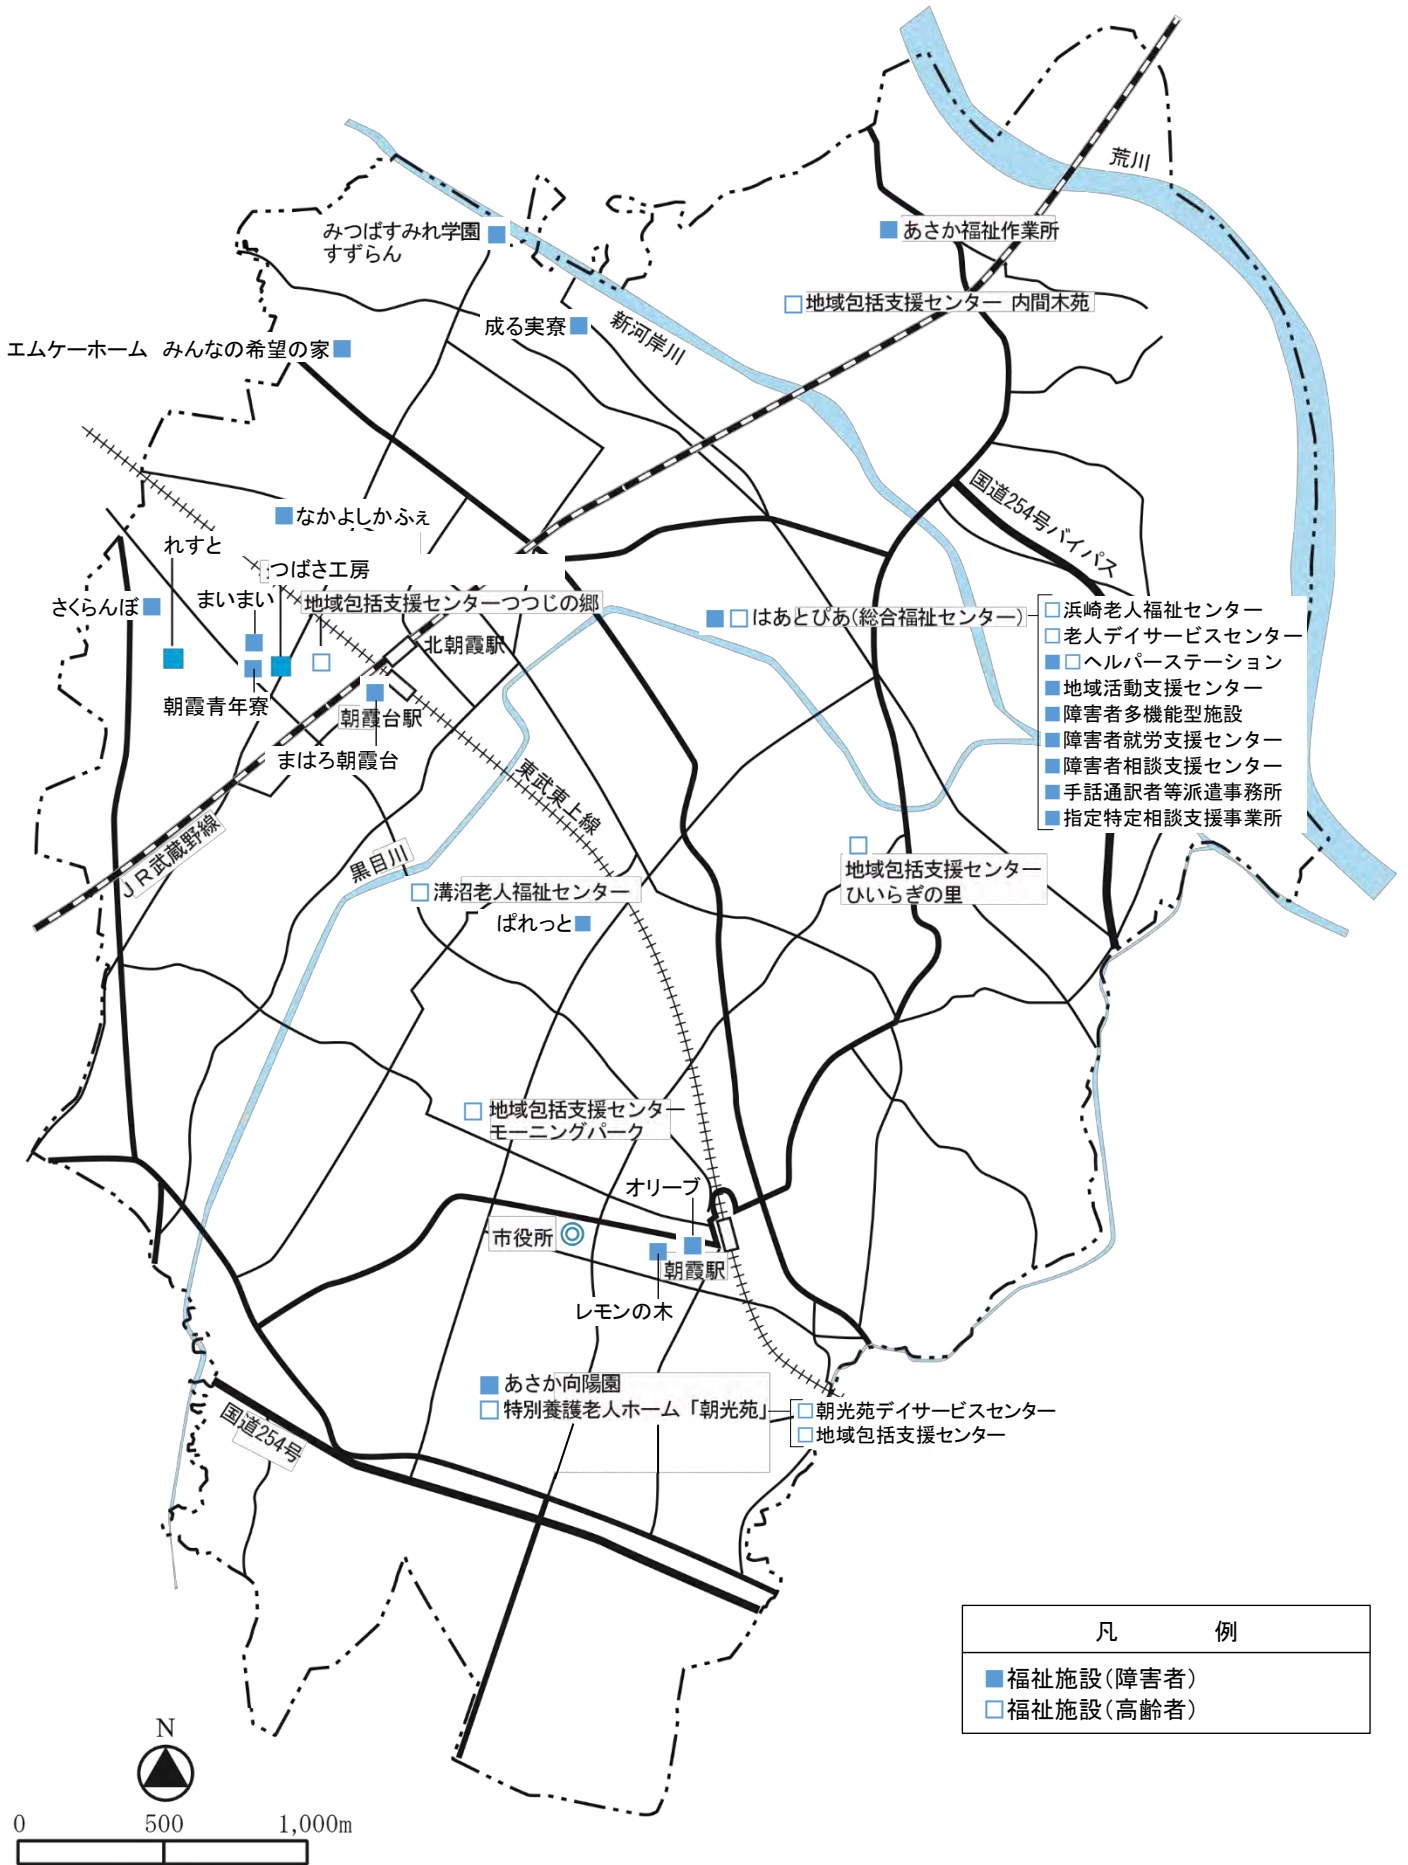 荒川
みつばすみれ学園
すずらん
あさか福祉作業所
地域包括支援センター 内間木苑
成る実寮
新河岸川
エムケーホーム　みんなの希望の家
国道254号バイパス
なかよしかふぇ
れすと
つばさ工房
さくらんぼ
まいまい
地域包括支援センターつつじの郷
はあとぴあ(総合福祉センター)
浜崎老人福祉センター
老人デイサービスセンター
ヘルパーステーション
地域活動支援センター
障害者多機能型施設
障害者就労支援センター
障害者相談支援センター
手話通訳者等派遣事務所
指定特定相談支援事業所
北朝霞駅
朝霞青年寮
朝霞台駅
まはろ朝霞台
東武東上線
JR武蔵野線
黒目川
溝沼老人福祉センター
ぱれっと
地域包括支援センター
ひいらぎの里
地域包括支援センター
モーニングパーク
オリーブ
市役所
朝霞駅
レモンの木
あさか向陽園
特別養護老人ホーム「朝光苑」
朝光苑デイサービスセンター
地域包括支援センター
国道254号
凡　例
福祉施設(障害者)
福祉施設(高齢者)
N
0 500 1,000m